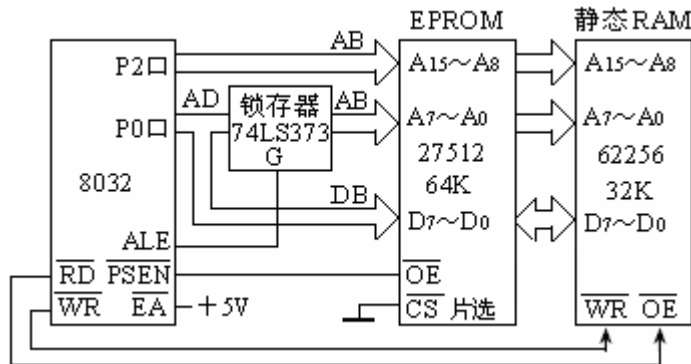 EPROM 静态RAM
AB
P2口 A15～A8 A15～A8
AD 锁存器 AB
P0口 74LS373 A7～A0 A7～A0
G 27512 62256
8032 64K 32K
DB
D7～D0 D7～D0
ALE
RD PSEN OE
WR EA ＋5V CS 片选 WR OE